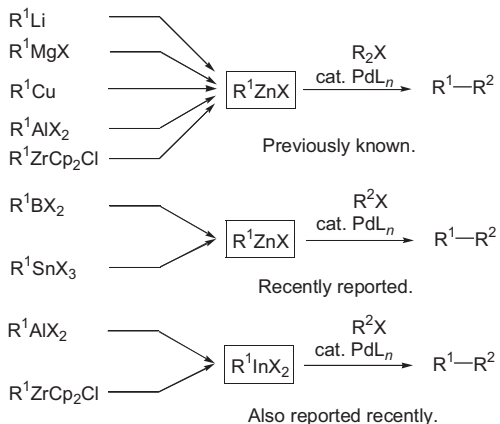 R¹Li
R¹MgX
R¹Cu
R¹AlX₂
R¹ZrCp₂Cl
R¹ZnX
R₂X
cat. PdLₙ
R¹—R²
Previously known.
R¹BX₂
R¹SnX₃
R¹ZnX
R²X
cat. PdLₙ
R¹—R²
Recently reported.
R¹AlX₂
R¹ZrCp₂Cl
R¹InX₂
R²X
cat. PdLₙ
R¹—R²
Also reported recently.